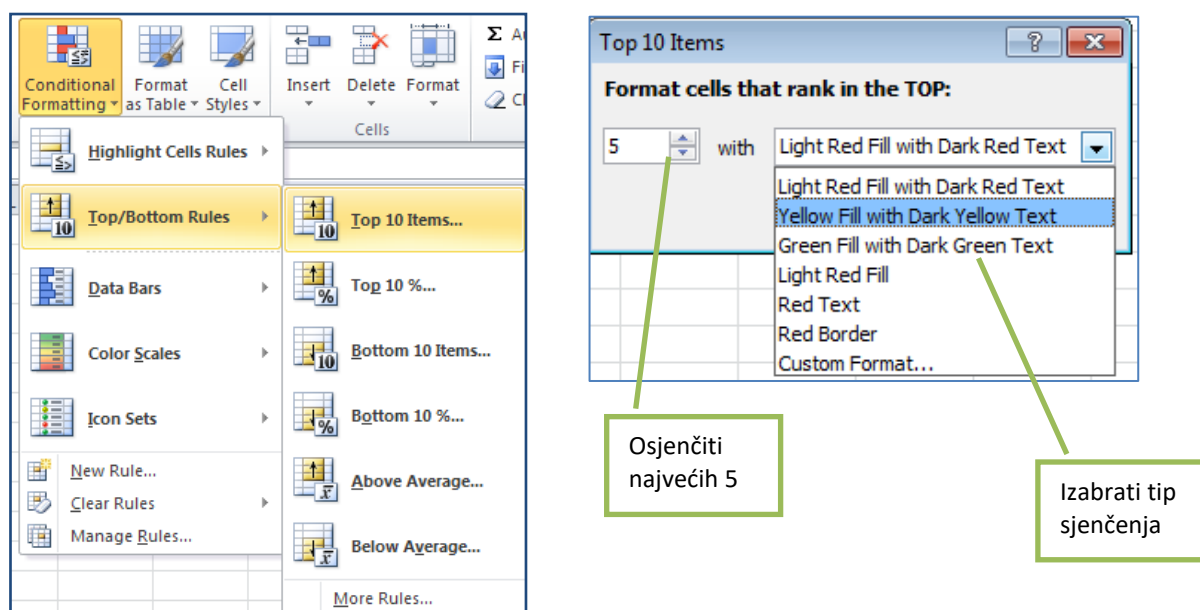 Conditional Formatting
Format as Table
Cell Styles
Insert
Delete
Format
Cells
Σ
Highlight Cells Rules
Top/Bottom Rules
Data Bars
Color Scales
Icon Sets
New Rule...
Clear Rules
Manage Rules...
10
Top 10 Items...
%
Top 10 %...
10
Bottom 10 Items...
%
Bottom 10 %...
Above Average...
Below Average...
More Rules...
Top 10 Items
Format cells that rank in the TOP:
5 with Light Red Fill with Dark Red Text
Light Red Fill with Dark Red Text
Yellow Fill with Dark Yellow Text
Green Fill with Dark Green Text
Light Red Fill
Red Text
Red Border
Custom Format...
Osjenčiti
najvećih 5
Izabrati tip
sjenčenja